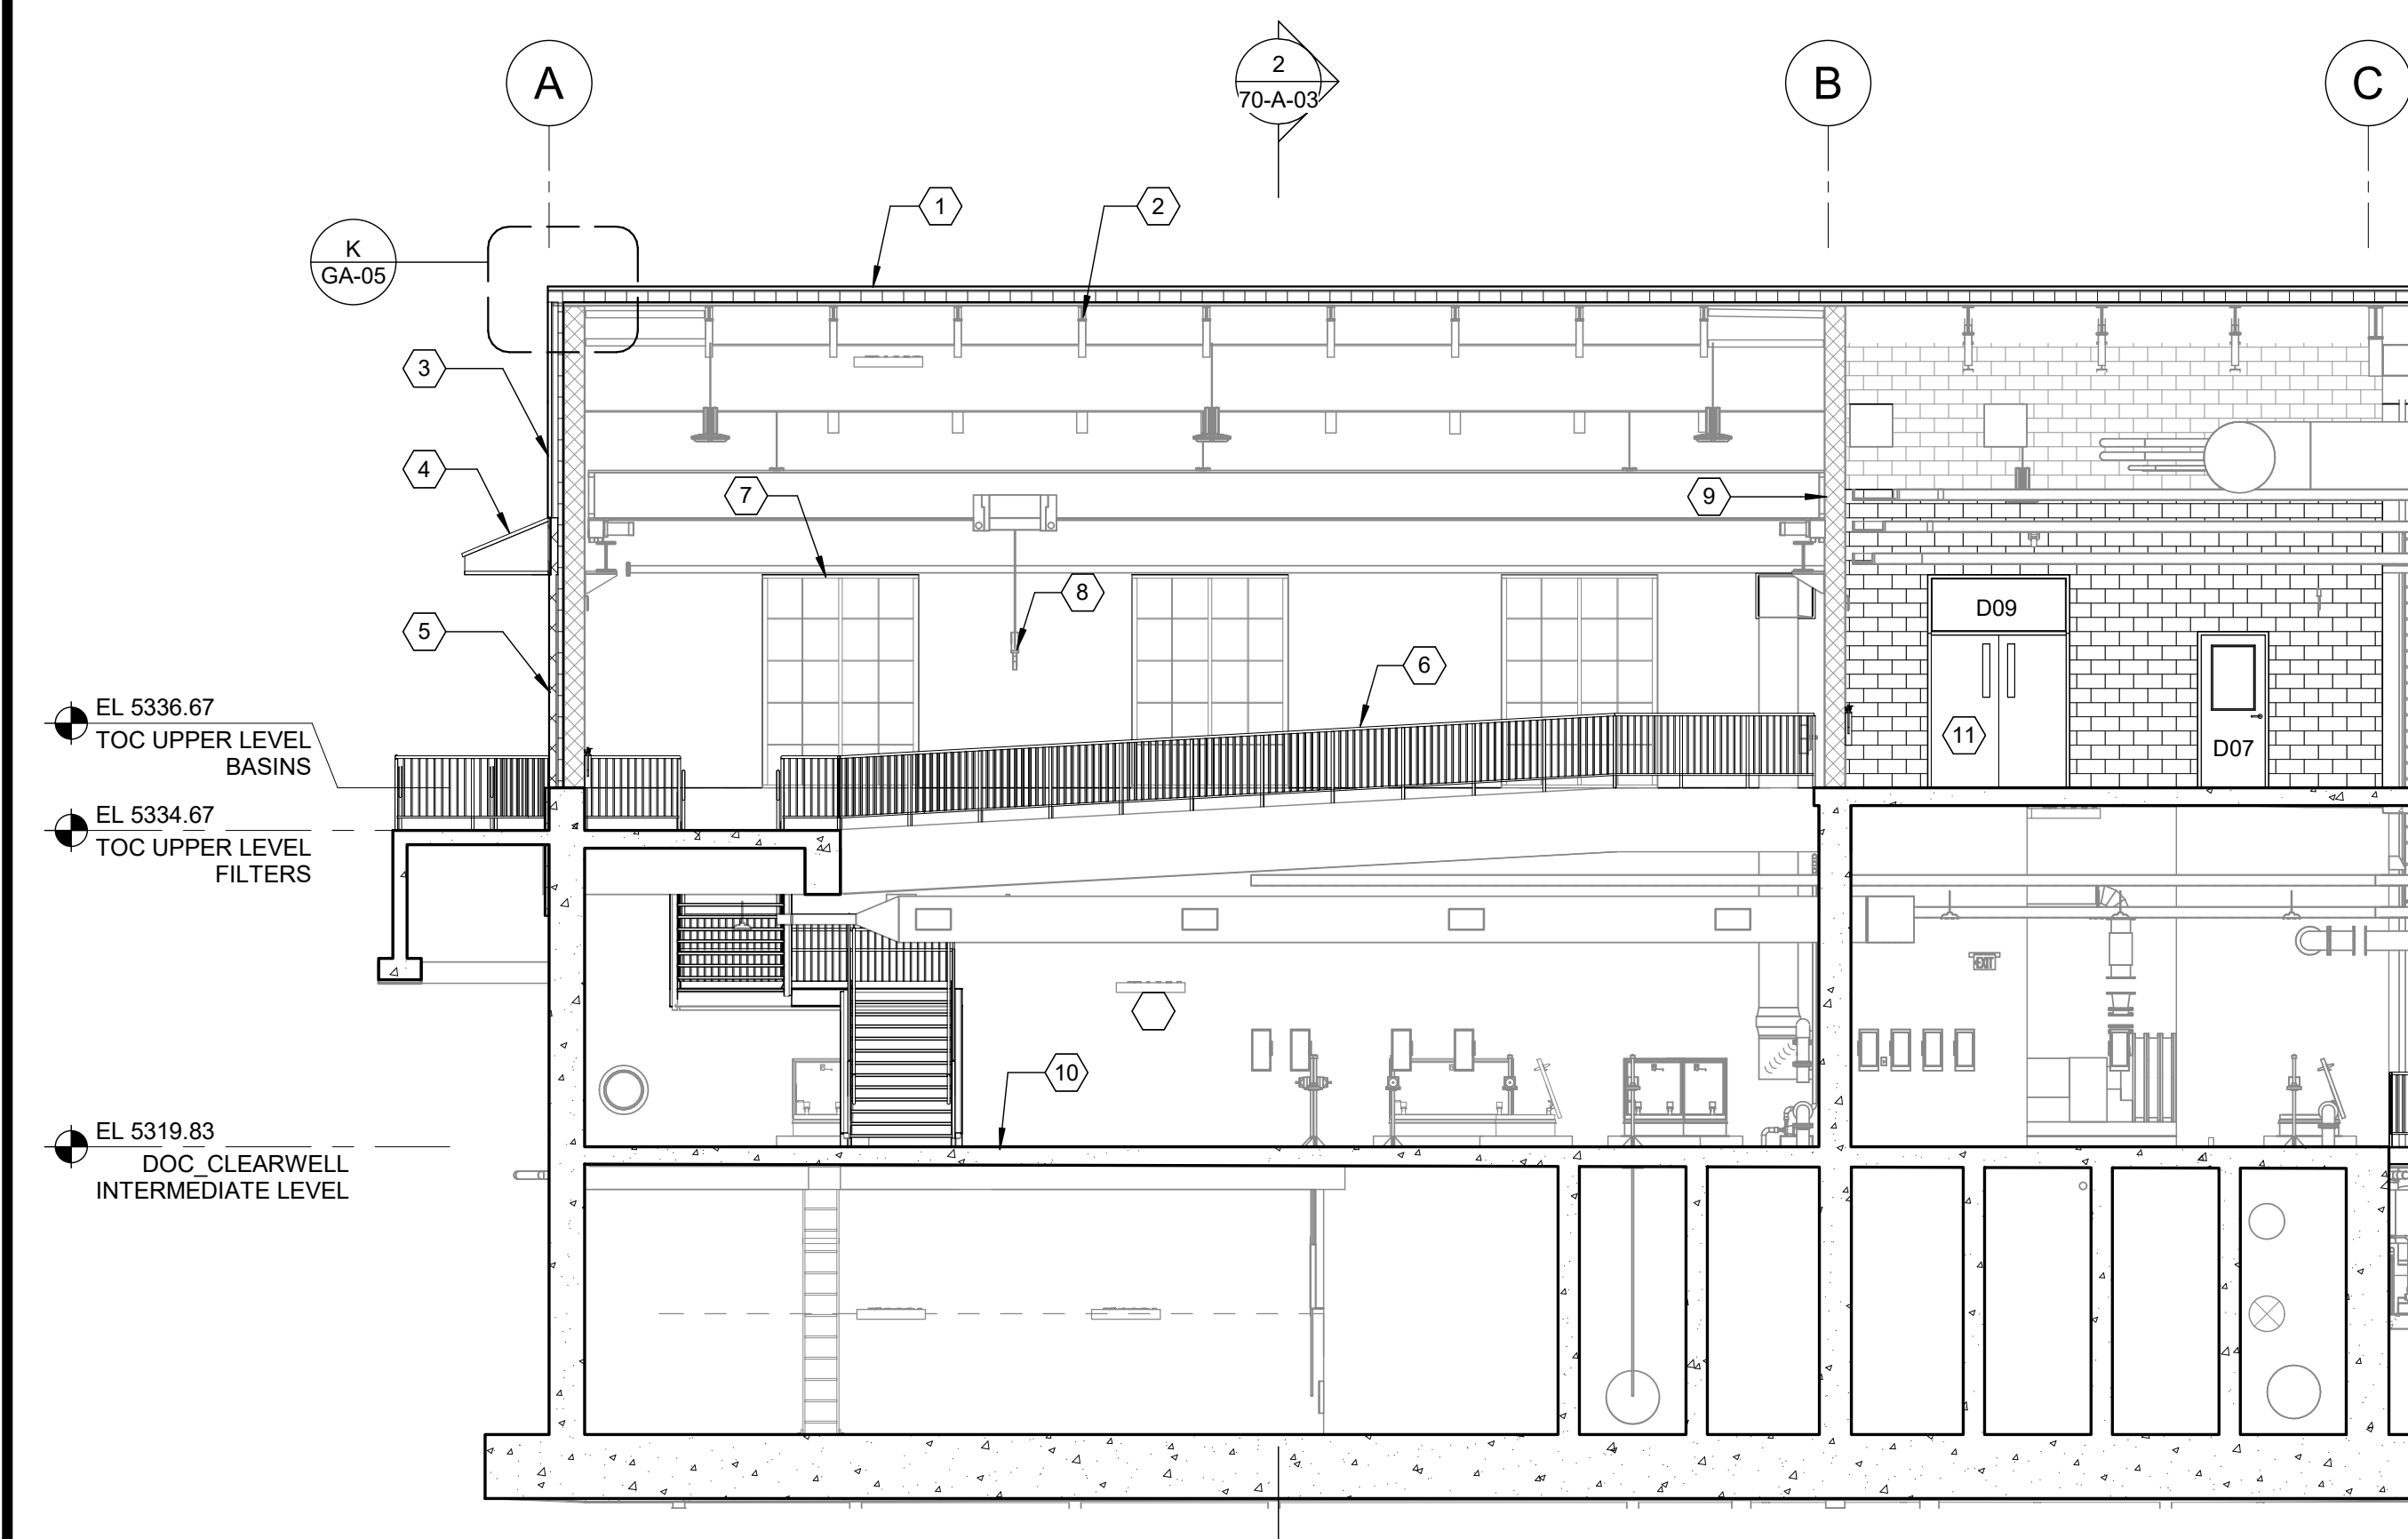 A
2
70-A-03
B
C
1
2
K
GA-05
3
4
7
9
8
5
6
D09
11
D07
EL 5336.67
TOC UPPER LEVEL
BASINS
EL 5334.67
TOC UPPER LEVEL
FILTERS
EXIT
10
EL 5319.83
DOC_CLEARWELL
INTERMEDIATE LEVEL